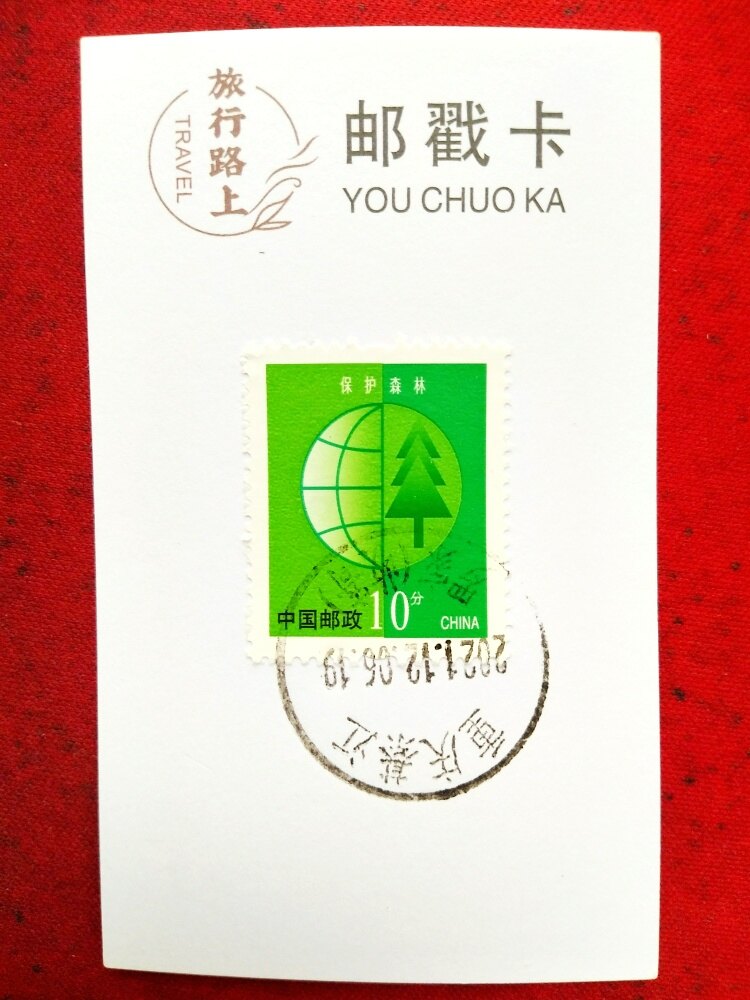 旅行路上
TRAVEL
邮戳卡
YOU CHUO KA
保护森林
中国邮政
10分
CHINA
2021.12.06.19
重庆綦江